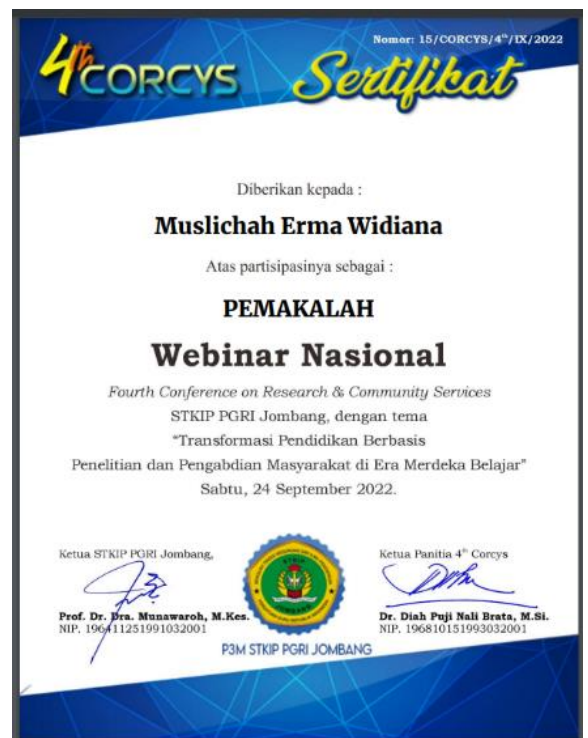 4th CORCYS
Nomor: 15/CORCYS/4th/IX/2022
Sertifikat
Diberikan kepada :
Muslichah Erma Widiana
Atas partisipasinya sebagai :
PEMAKALAH
Webinar Nasional
Fourth Conference on Research & Community Services
STKIP PGRI Jombang, dengan tema
"Transformasi Pendidikan Berbasis
Penelitian dan Pengabdian Masyarakat di Era Merdeka Belajar"
Sabtu, 24 September 2022.
Ketua STKIP PGRI Jombang,
Prof. Dr. Dra. Munawaroh, M.Kes.
NIP. 196411251991032001
STKIP
JOMBANG
P3M STKIP PGRI JOMBANG
Ketua Panitia 4th Corcys
Dr. Diah Puji Nali Brata, M.Si.
NIP. 196810151993032001